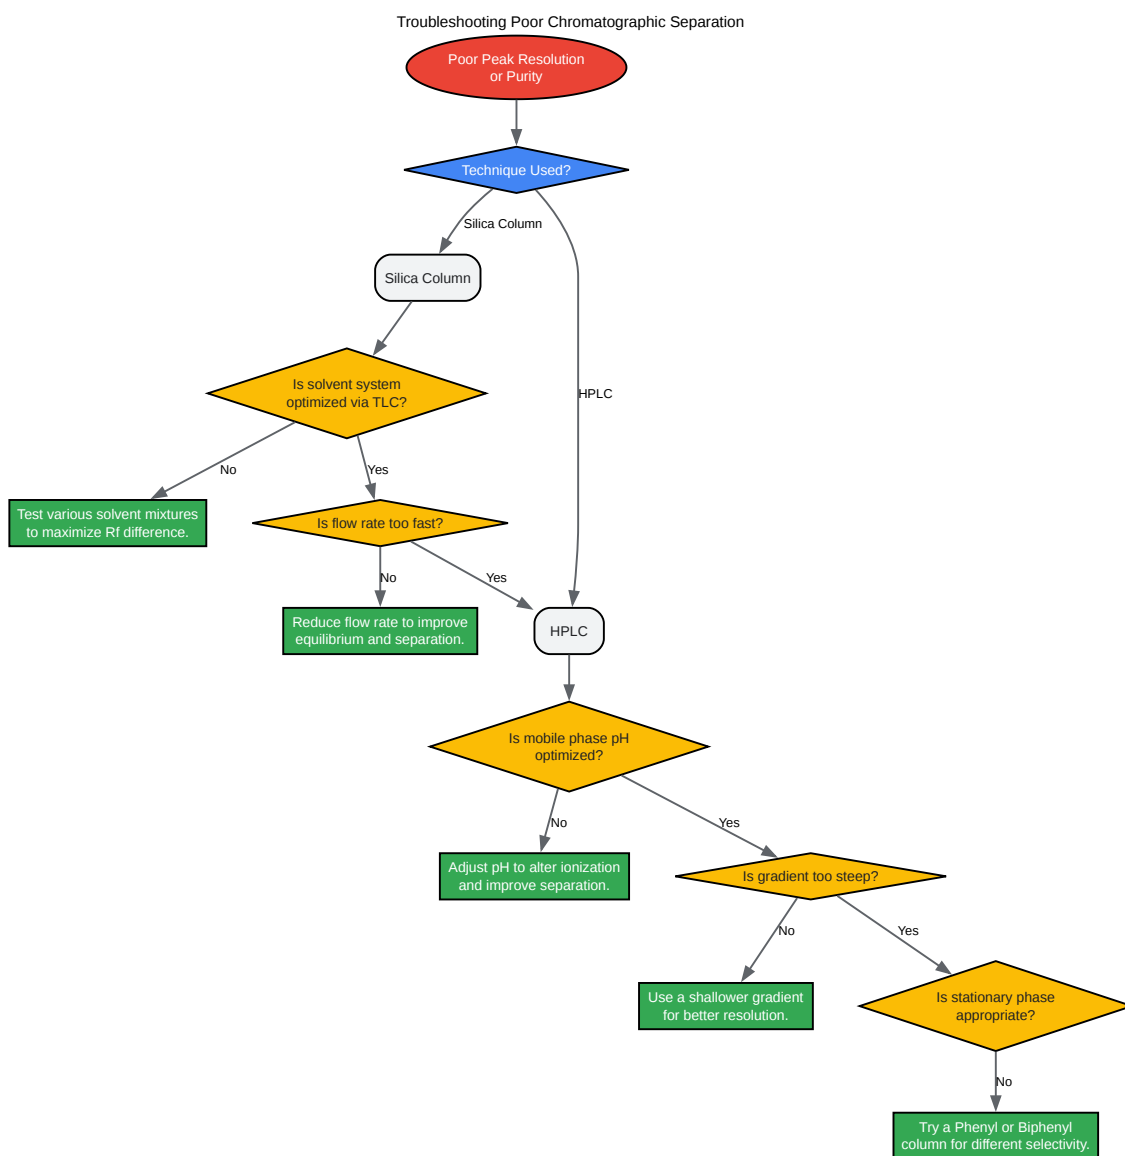 Troubleshooting Poor Chromatographic Separation
Poor Peak Resolution
or Purity
Technique Used?
Silica Column
Silica Column
Is solvent system
optimized via TLC?
HPLC
No
Yes
Test various solvent mixtures
to maximize Rf difference.
Is flow rate too fast?
No
Yes
Reduce flow rate to improve
equilibrium and separation.
HPLC
Is mobile phase pH
optimized?
No
Yes
Adjust pH to alter ionization
and improve separation.
Is gradient too steep?
No
Yes
Use a shallower gradient
for better resolution.
Is stationary phase
appropriate?
No
Try a Phenyl or Biphenyl
column for different selectivity.